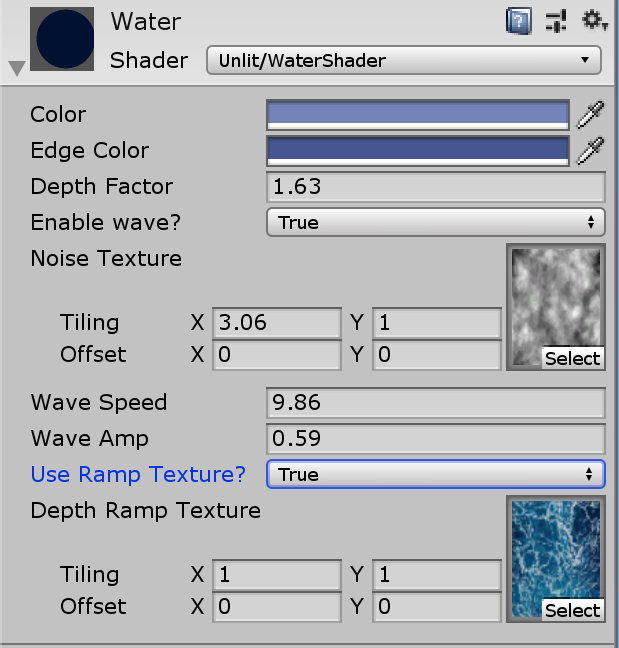 Water
Shader Unlit/WaterShader
Color
Edge Color
Depth Factor 1.63
Enable wave? True
Noise Texture
Tiling X 3.06 Y 1
Offset X 0 Y 0
Select
Wave Speed 9.86
Wave Amp 0.59
Use Ramp Texture? True
Depth Ramp Texture
Tiling X 1 Y 1
Offset X 0 Y 0
Select